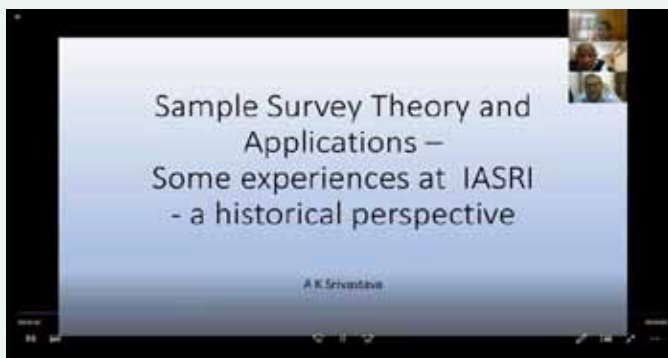 Sample Survey Theory and
Applications –
Some experiences at IASRI
- a historical perspective
A K Srivastava